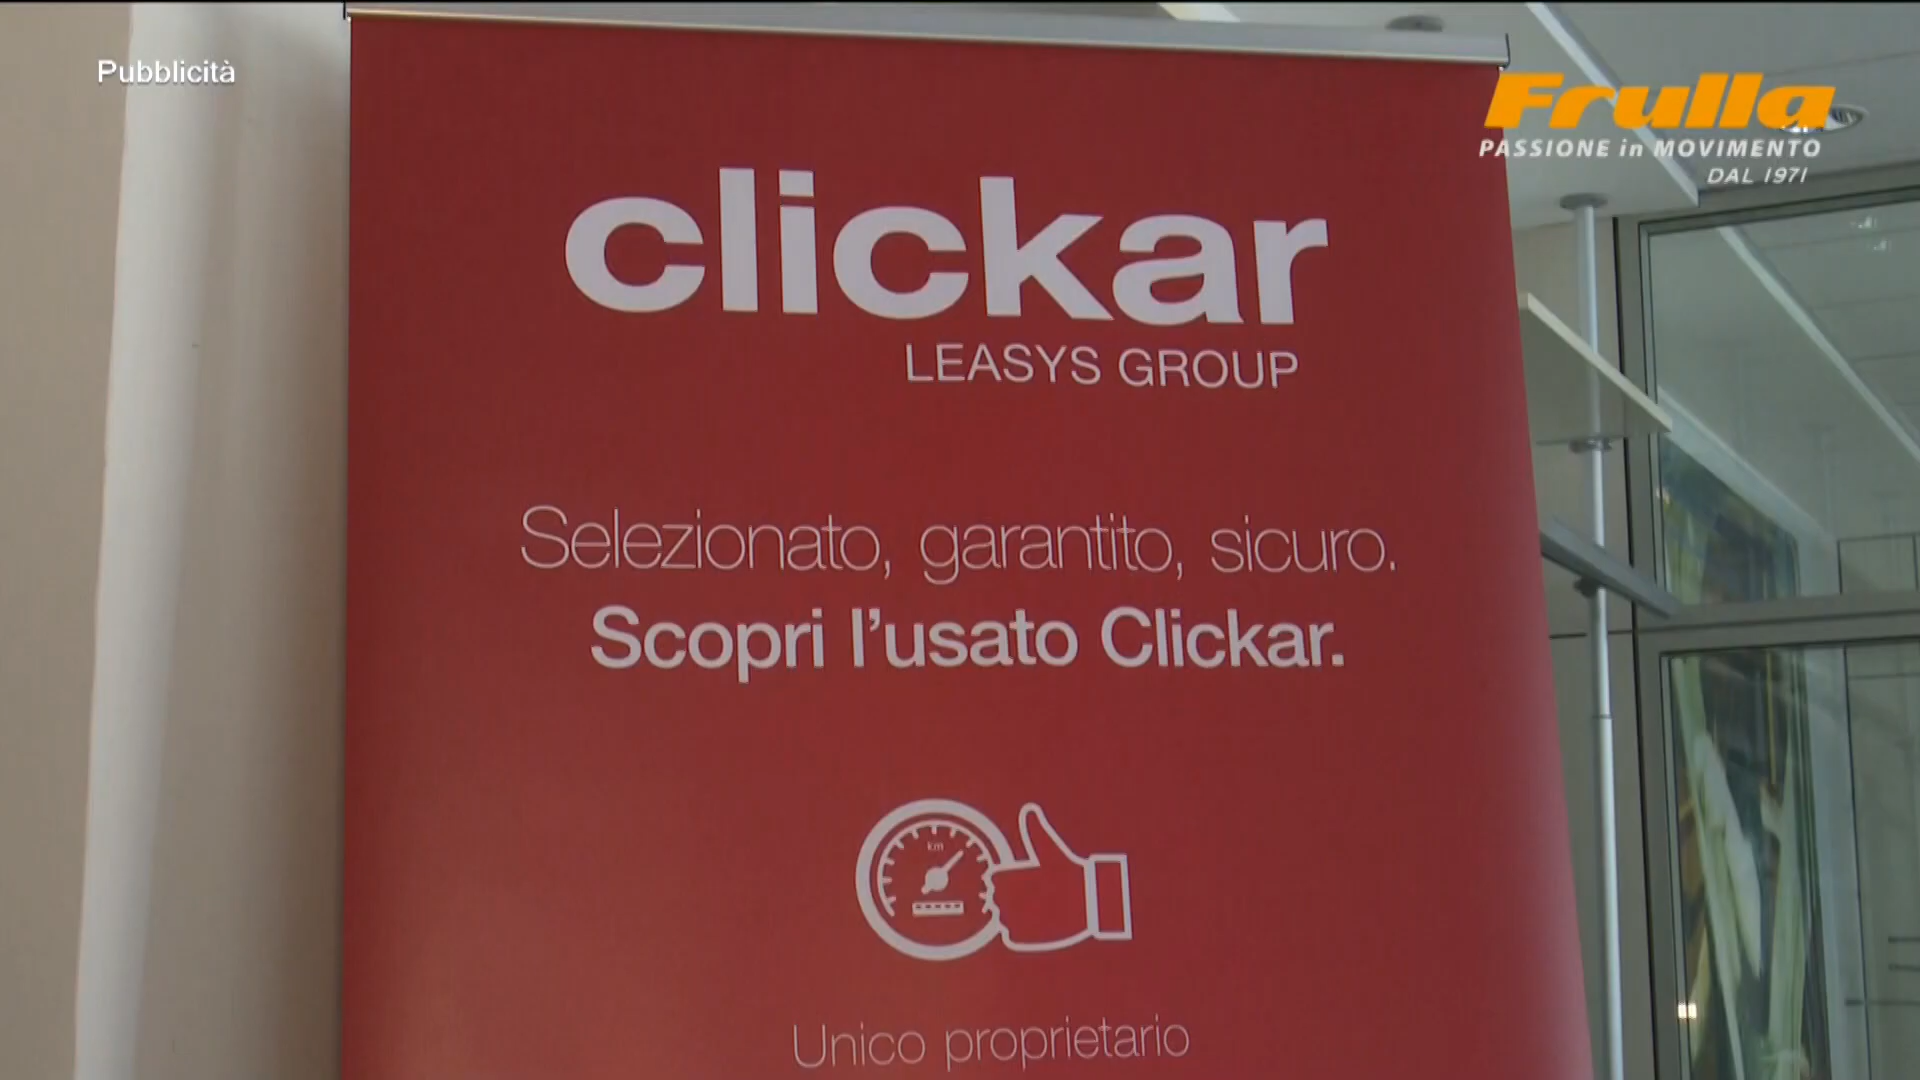 Pubblicità
Frulla
PASSIONE in MOVIMENTO
DAL 1971
clickar
LEASYS GROUP
Selezionato, garantito, sicuro.
Scopri l'usato Clickar.
km
Unico proprietario